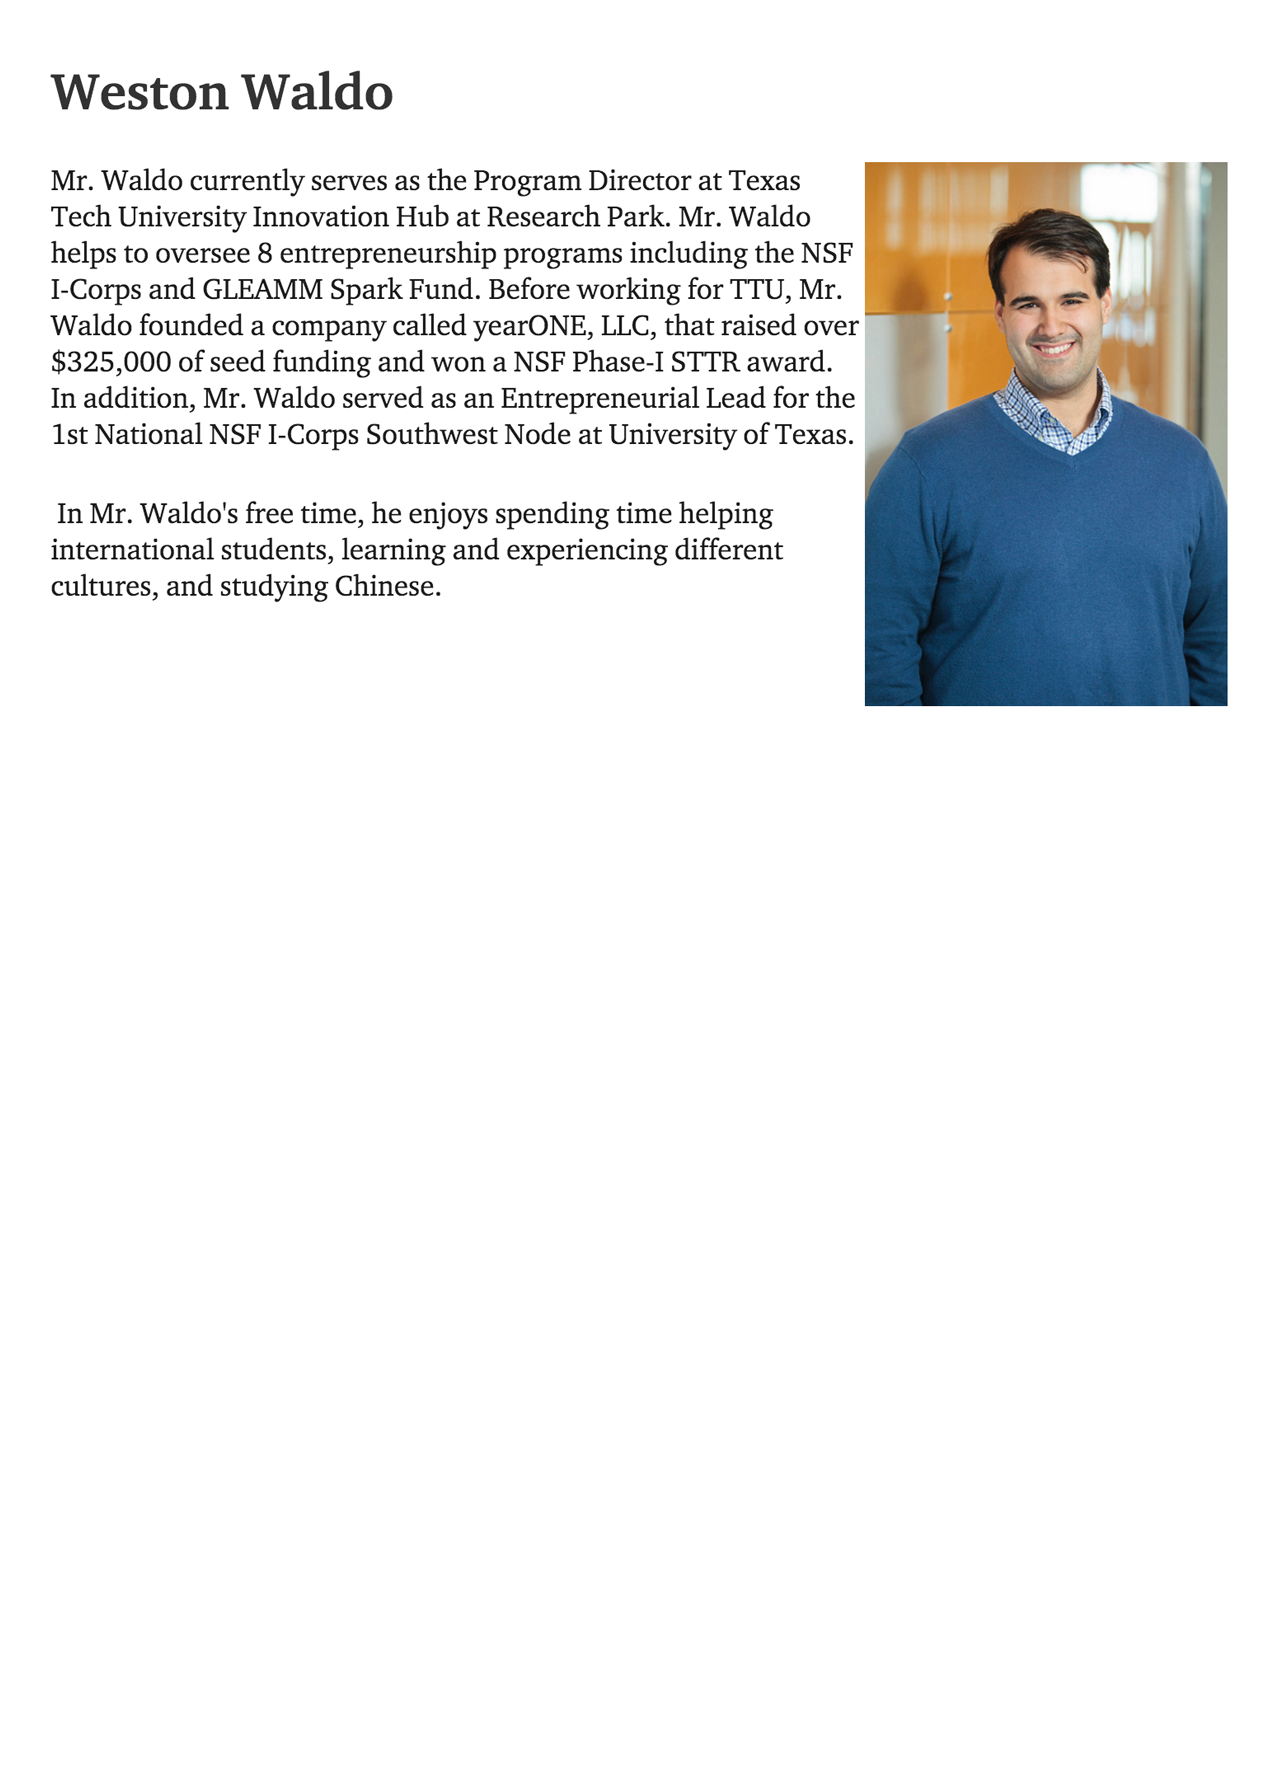 Weston Waldo
Mr. Waldo currently serves as the Program Director at Texas
Tech University Innovation Hub at Research Park. Mr. Waldo
helps to oversee 8 entrepreneurship programs including the NSF
I-Corps and GLEAMM Spark Fund. Before working for TTU, Mr.
Waldo founded a company called yearONE, LLC, that raised over
$325,000 of seed funding and won a NSF Phase-I STTR award.
In addition, Mr. Waldo served as an Entrepreneurial Lead for the
1st National NSF I-Corps Southwest Node at University of Texas.
In Mr. Waldo's free time, he enjoys spending time helping
international students, learning and experiencing different
cultures, and studying Chinese.